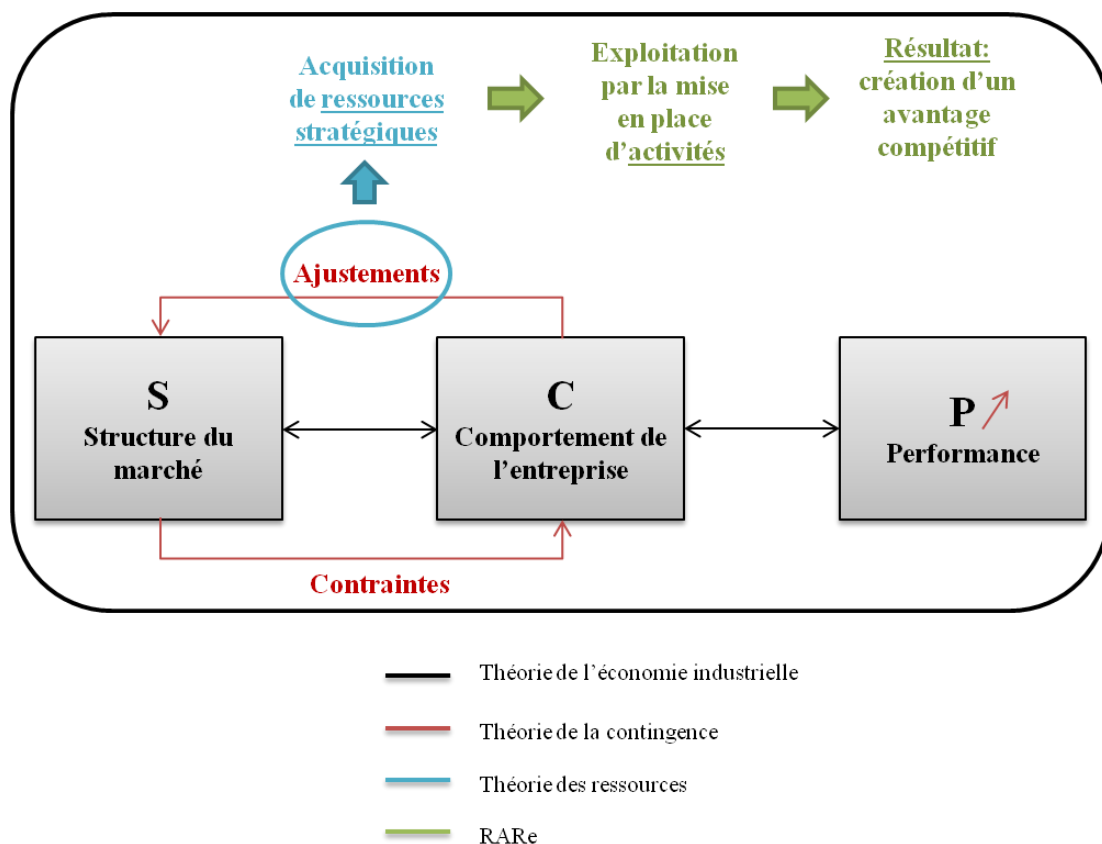 Acquisition
de ressources
stratégiques
Exploitation
par la mise
en place
d’activités
Résultat:
création d’un
avantage
compétitif
Ajustements
S
Structure du
marché
C
Comportement de
l’entreprise
P
Performance
Contraintes
Théorie de l’économie industrielle
Théorie de la contingence
Théorie des ressources
RARe